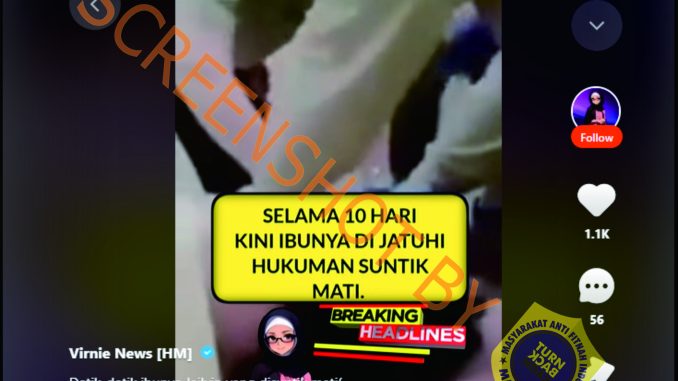 SCREENSHOT BY
Follow
SELAMA 10 HARI
KINI IBUNYA DI JATUHI
HUKUMAN SUNTIK
MATI.
1.1K
BREAKING
HEADLINES
56
Virnie News [HM]
MASYARAKAT ANTI FITNAH
TURN
BACK